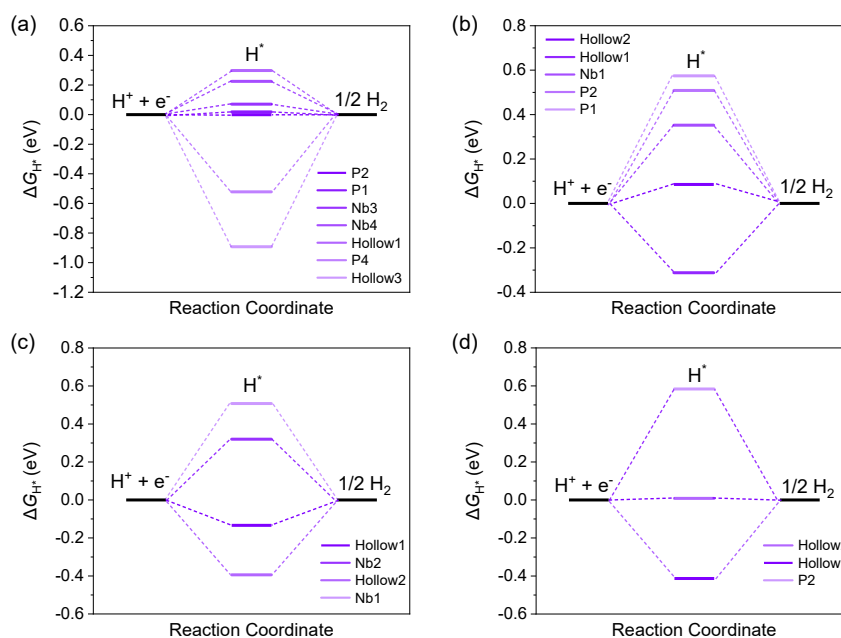 (a)
0.6
0.4
0.2
0.0
-0.2
-0.4
-0.6
-0.8
-1.0
-1.2
ΔG_H* (eV)
H*
H⁺ + e⁻
1/2 H₂
P2
P1
Nb3
Nb4
Hollow1
P4
Hollow3
Reaction Coordinate
(b)
0.8
0.6
0.4
0.2
0.0
-0.2
-0.4
ΔG_H* (eV)
Hollow2
Hollow1
Nb1
P2
P1
H*
H⁺ + e⁻
1/2 H₂
Reaction Coordinate
(c)
0.8
0.6
0.4
0.2
0.0
-0.2
-0.4
-0.6
ΔG_H* (eV)
H*
H⁺ + e⁻
1/2 H₂
Hollow1
Nb2
Hollow2
Nb1
Reaction Coordinate
(d)
0.8
0.6
0.4
0.2
0.0
-0.2
-0.4
-0.6
ΔG_H* (eV)
H*
H⁺ + e⁻
1/2 H₂
Hollow
Hollow
P2
Reaction Coordinate